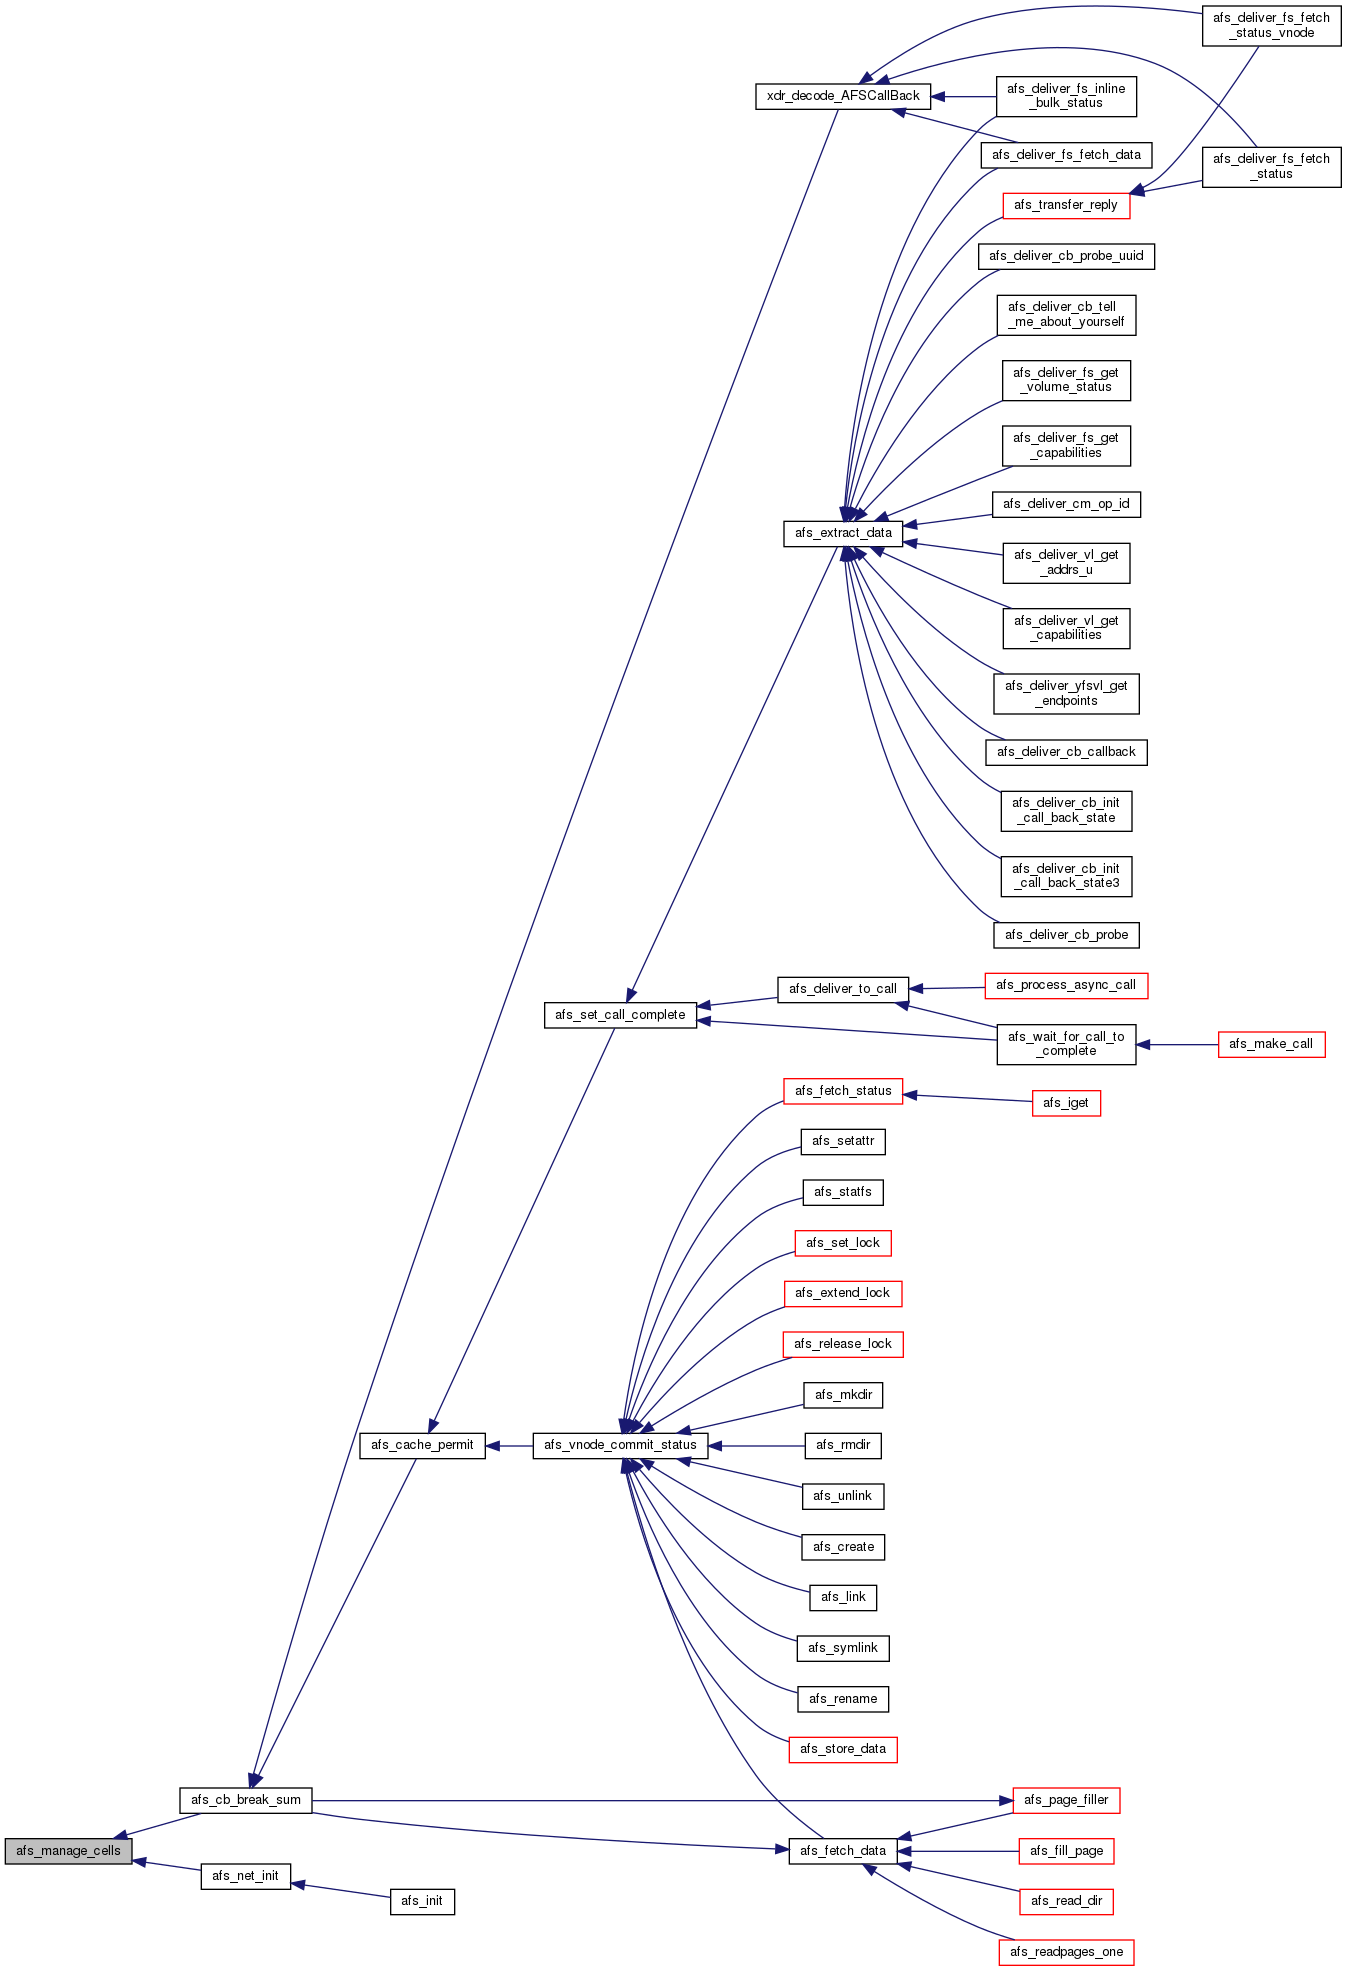 afs_deliver_fs_fetch
_status_vnode
xdr_decode_AFSCallBack
afs_deliver_fs_inline
_bulk_status
afs_deliver_fs_fetch_data
afs_deliver_fs_fetch
_status
afs_transfer_reply
afs_deliver_cb_probe_uuid
afs_deliver_cb_tell
_me_about_yourself
afs_deliver_fs_get
_volume_status
afs_deliver_fs_get
_capabilities
afs_deliver_cm_op_id
afs_extract_data
afs_deliver_vl_get
_addrs_u
afs_deliver_vl_get
_capabilities
afs_deliver_yfsvl_get
_endpoints
afs_deliver_cb_callback
afs_deliver_cb_init
_call_back_state
afs_deliver_cb_init
_call_back_state3
afs_deliver_cb_probe
afs_deliver_to_call
afs_process_async_call
afs_set_call_complete
afs_wait_for_call_to
_complete
afs_make_call
afs_fetch_status
afs_iget
afs_setattr
afs_statfs
afs_set_lock
afs_extend_lock
afs_release_lock
afs_mkdir
afs_cache_permit
afs_vnode_commit_status
afs_rmdir
afs_unlink
afs_create
afs_link
afs_symlink
afs_rename
afs_store_data
afs_cb_break_sum
afs_page_filler
afs_manage_cells
afs_fetch_data
afs_fill_page
afs_net_init
afs_init
afs_read_dir
afs_readpages_one